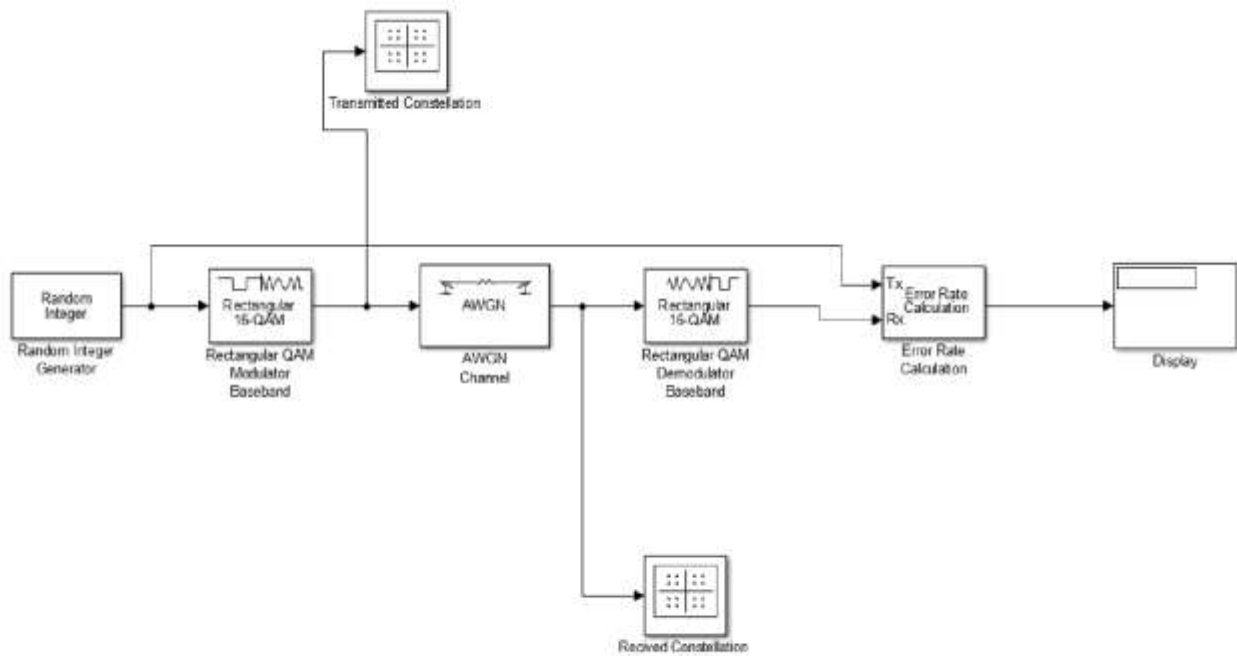 Transmitted Constellation
Random
Integer
Random Integer
Generator
Rectangular
16-QAM
Rectangular QAM
Modulator
Baseband
AWGN
AWGN
Channel
Rectangular
16-QAM
Rectangular QAM
Demodulator
Baseband
Tx
Rx
Error Rate
Calculation
Error Rate
Calculation
Display
Recived Constellation